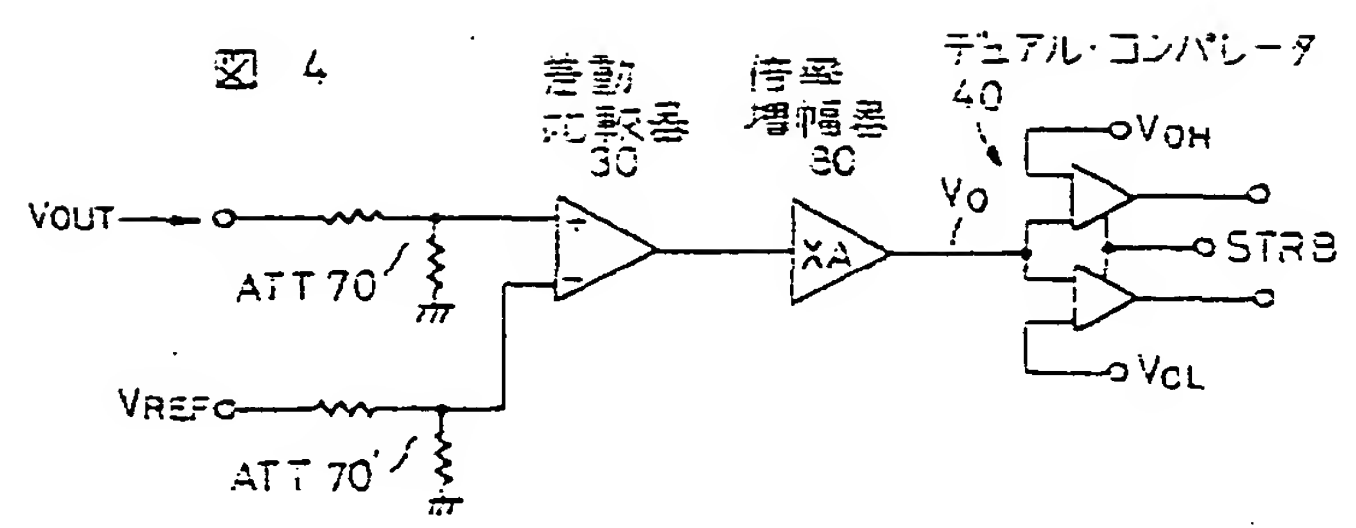 図 4
差動
比較器
30
倍率
増幅器
80
デュアル・コンパレータ
40
VOH
VOUT
+
−
XA
VO
STRB
ATT 70
VOL
VREF
ATT 70'